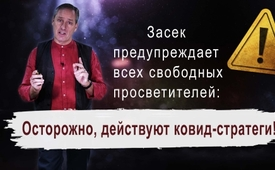 Засек
предупреждает
всех свободных
просветителей:
Осторожно, действуют ковид-стратеги!